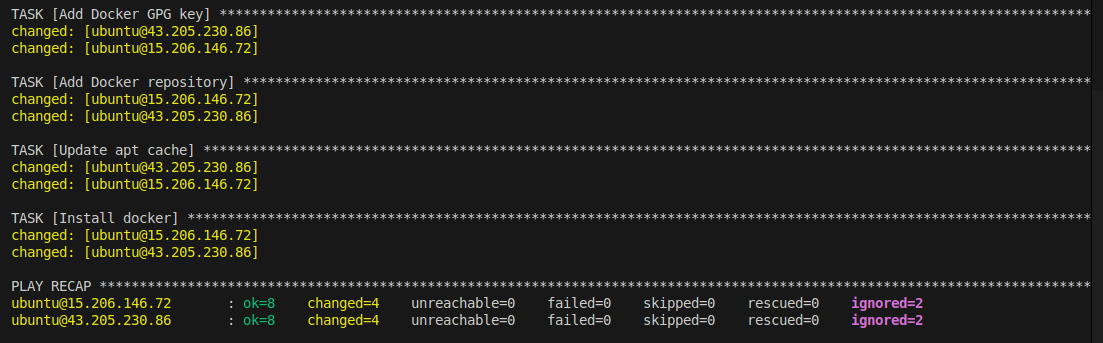 TASK [Add Docker GPG key] *************************************************************************************************************
changed: [ubuntu@43.205.230.86]
changed: [ubuntu@15.206.146.72]
TASK [Add Docker repository] **********************************************************************************************************
changed: [ubuntu@15.206.146.72]
changed: [ubuntu@43.205.230.86]
TASK [Update apt cache] ***************************************************************************************************************
changed: [ubuntu@43.205.230.86]
changed: [ubuntu@15.206.146.72]
TASK [Install docker] *****************************************************************************************************************
changed: [ubuntu@15.206.146.72]
changed: [ubuntu@43.205.230.86]
PLAY RECAP ****************************************************************************************************************************
ubuntu@15.206.146.72       : ok=8    changed=4    unreachable=0    failed=0    skipped=0    rescued=0    ignored=2
ubuntu@43.205.230.86       : ok=8    changed=4    unreachable=0    failed=0    skipped=0    rescued=0    ignored=2